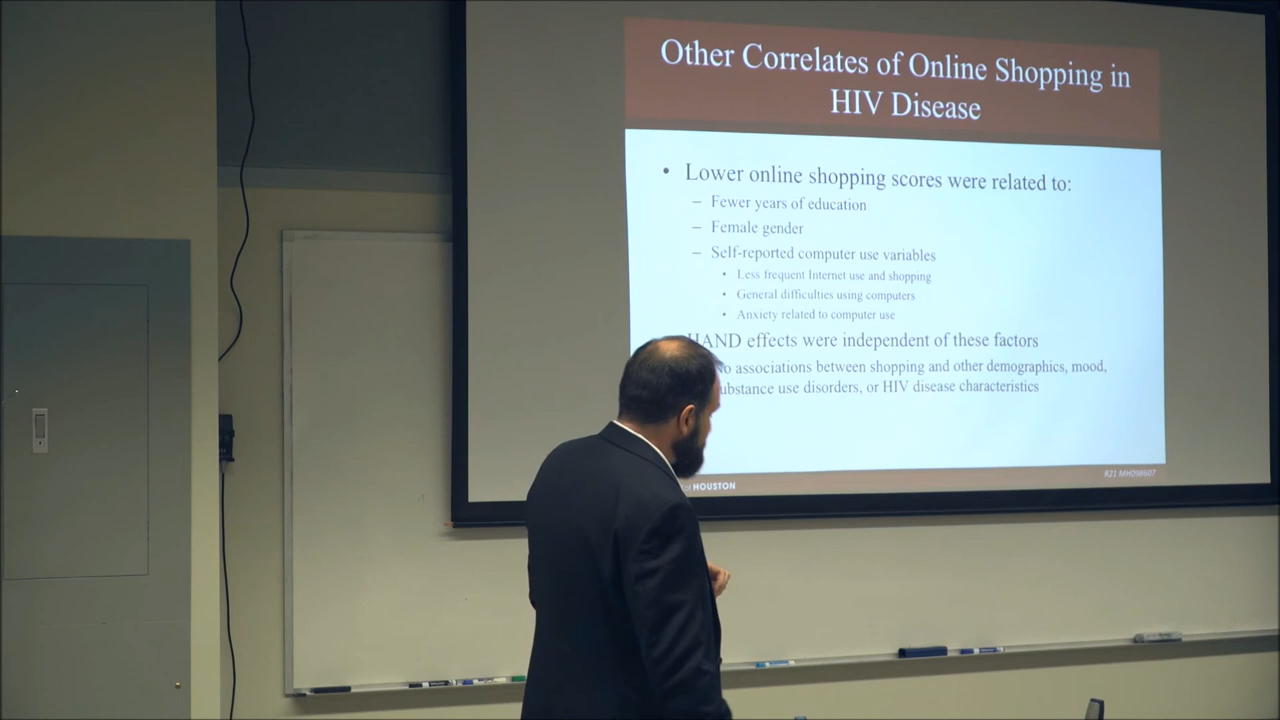 Other Correlates of Online Shopping in
HIV Disease
• Lower online shopping scores were related to:
– Fewer years of education
– Female gender
– Self-reported computer use variables
• Less frequent Internet use and shopping
• General difficulties using computers
• Anxiety related to computer use
HAND effects were independent of these factors
associations between shopping and other demographics, mood,
use disorders, or HIV disease characteristics
HOUSTON
R21 MH098607